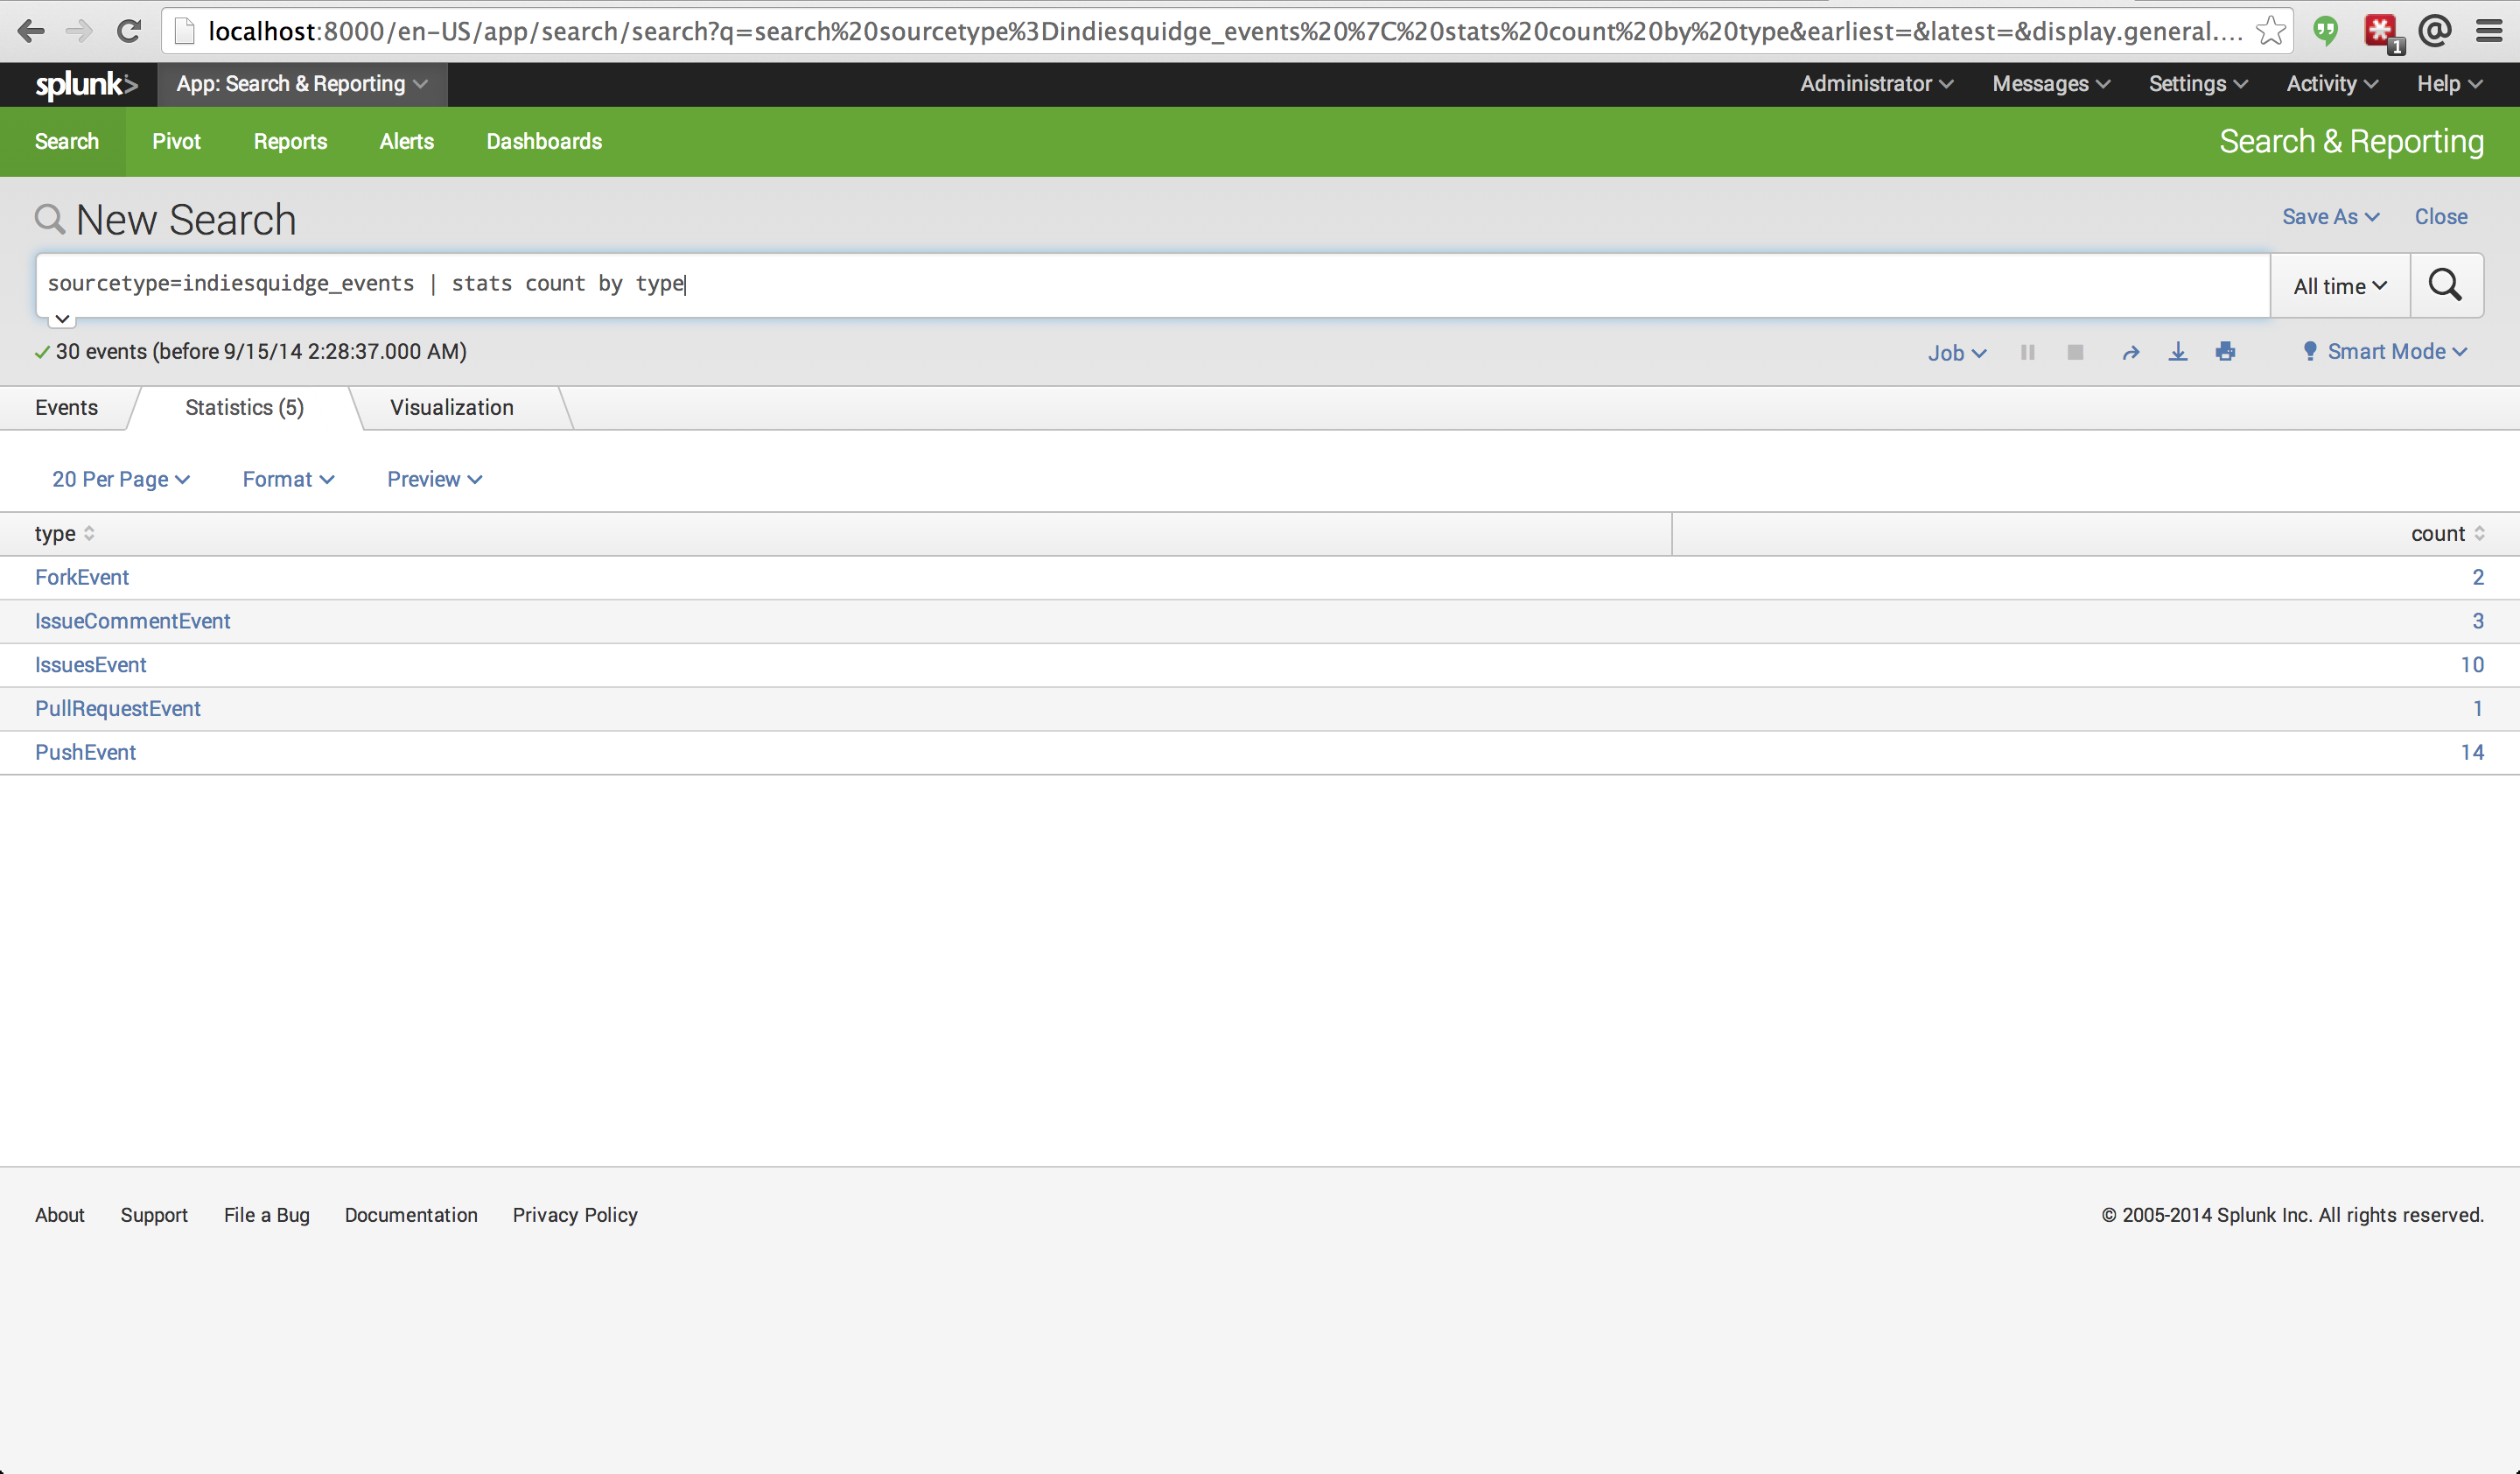 localhost:8000/en-US/app/search/search?q=search%20sourcetype%3Dindiesquidge_events%20%7C%20stats%20count%20by%20type&earliest=&latest=&display.general....
1
splunk> App: Search & Reporting Administrator Messages Settings Activity Help
Search Pivot Reports Alerts Dashboards Search & Reporting
New Search Save As Close
sourcetype=indiesquidge_events | stats count by type All time
30 events (before 9/15/14 2:28:37.000 AM) Job Smart Mode
Events Statistics (5) Visualization
20 Per Page Format Preview
type count
ForkEvent 2
IssueCommentEvent 3
IssuesEvent 10
PullRequestEvent 1
PushEvent 14
About Support File a Bug Documentation Privacy Policy © 2005-2014 Splunk Inc. All rights reserved.